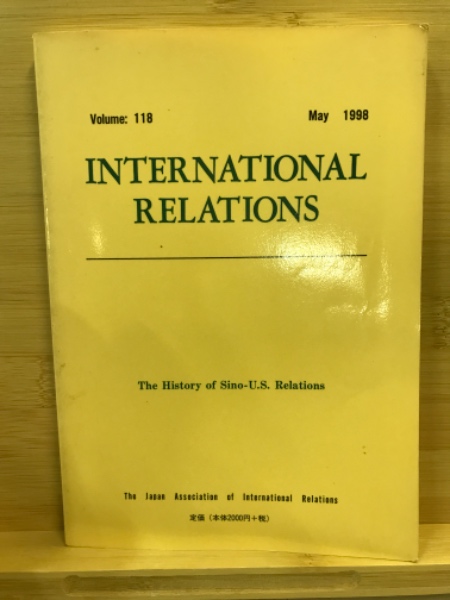 Volume: 118 May 1998
INTERNATIONAL
RELATIONS
The History of Sino-U.S. Relations
The Japan Association of International Relations
定価(本体2000円+税)